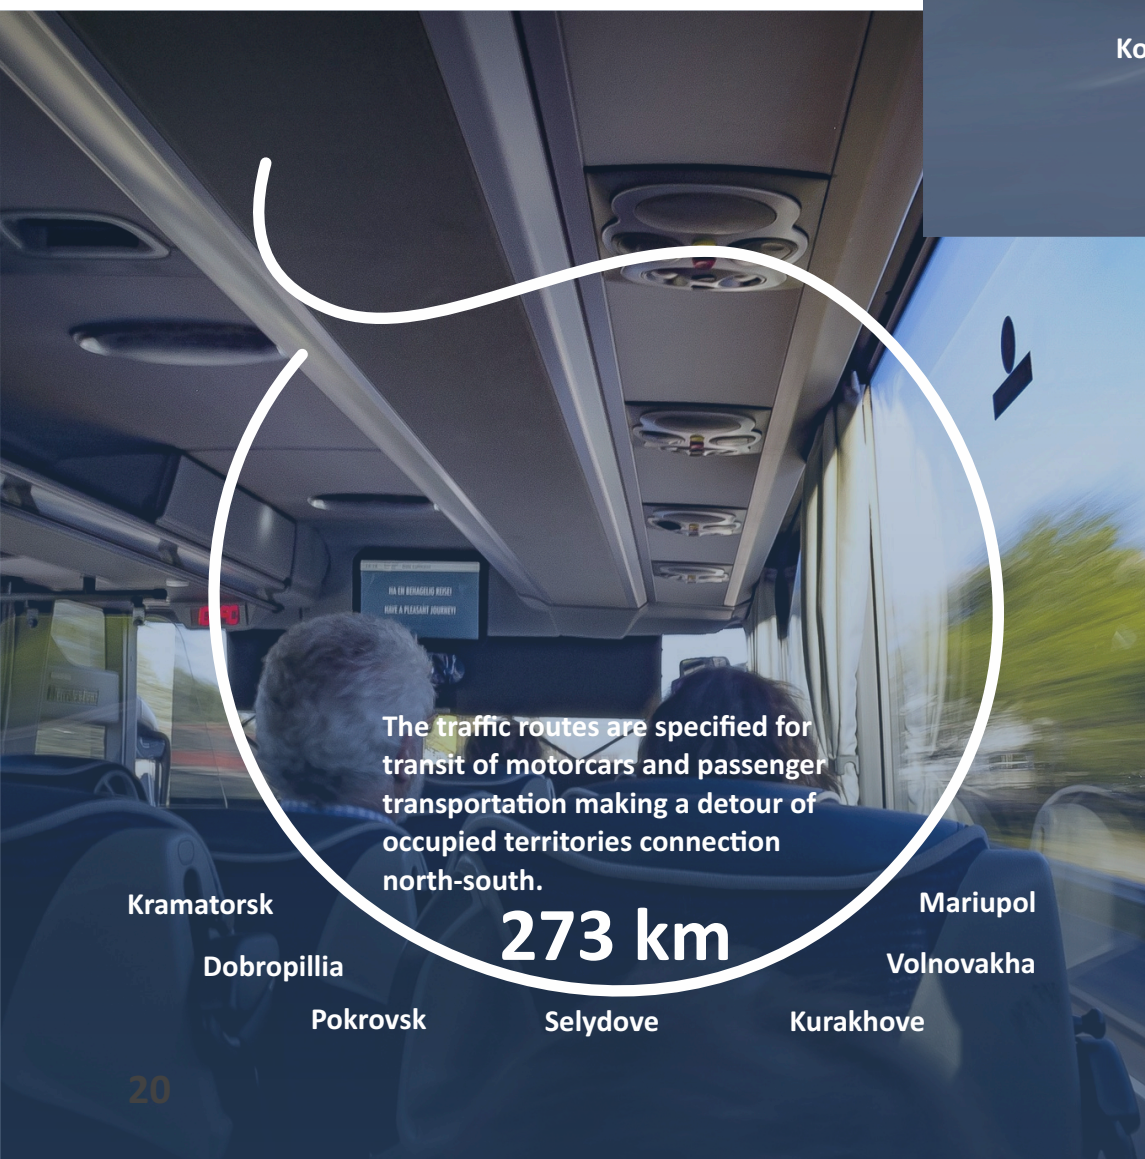 Ko
HA EN BEHAGELIG REISE!
HAVE A PLEASANT JOURNEY!
The traffic routes are specified for
transit of motorcars and passenger
transportation making a detour of
occupied territories connection
north-south.
273 km
Kramatorsk
Mariupol
Dobropillia
Volnovakha
Pokrovsk
Selydove
Kurakhove
20